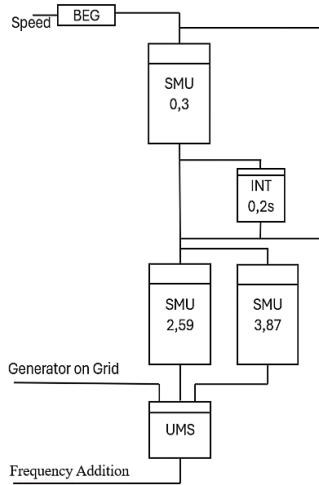 Speed
BEG
SMU
0,3
INT
0,2s
SMU
2,59
SMU
3,87
Generator on Grid
UMS
Frequency Addition